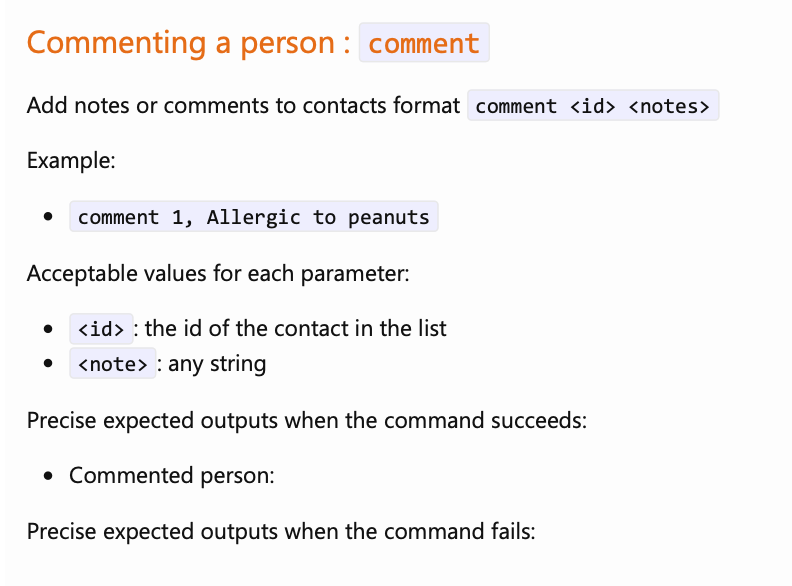 Commenting a person : comment
Add notes or comments to contacts format comment <id> <notes>
Example:
• comment 1, Allergic to peanuts
Acceptable values for each parameter:
• <id> : the id of the contact in the list
• <note> : any string
Precise expected outputs when the command succeeds:
• Commented person:
Precise expected outputs when the command fails: